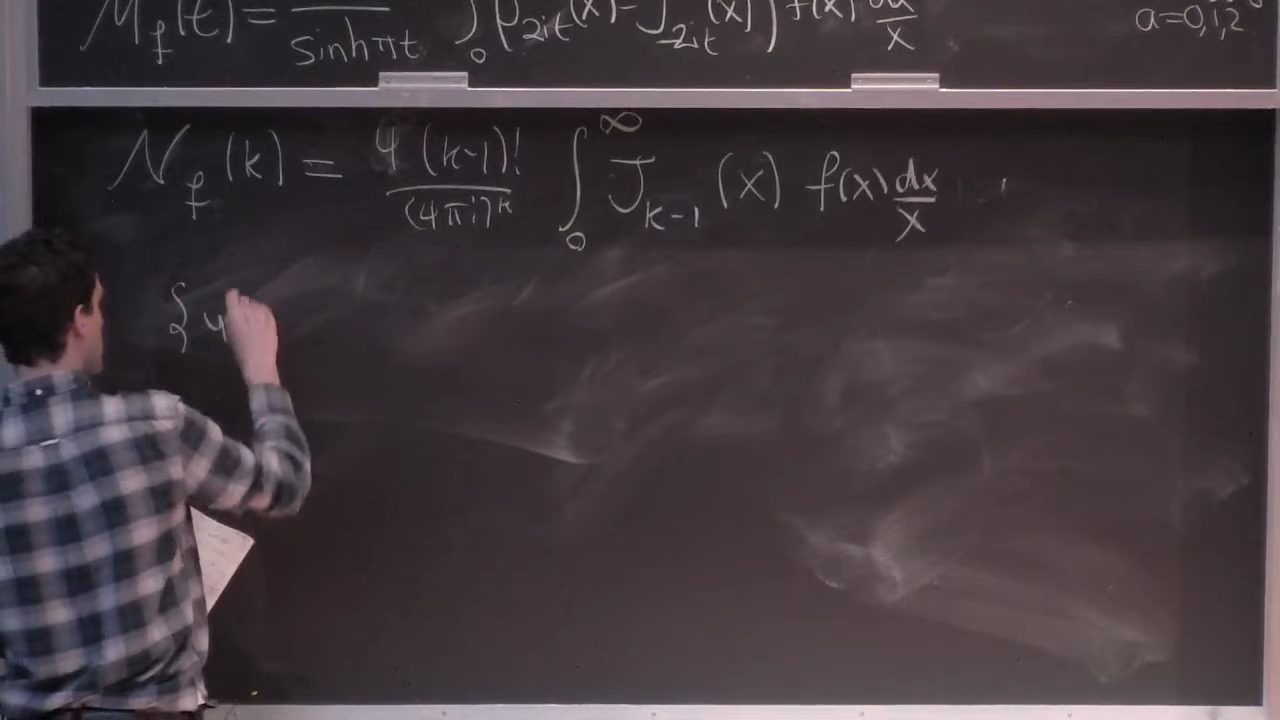 M_f(t) = ―/sinh πt ∫_0 (J_{2it}(x) - J_{-2it}(x)) f(x) dx/x
a=0,1,2
N_f(k) = 4(k-1)!/(4πi)^k ∫_0^∞ J_{k-1}(x) f(x) dx/x
{ u